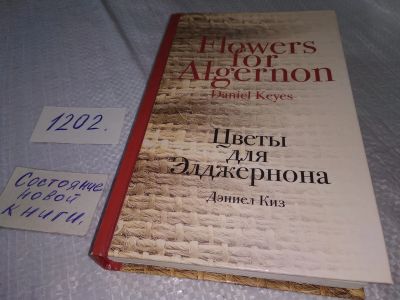 Flowers
for
Algernon
Daniel Keyes
Цветы
для
Элджернона
Дэниел Киз
1202.
Состояние
новой
книги.